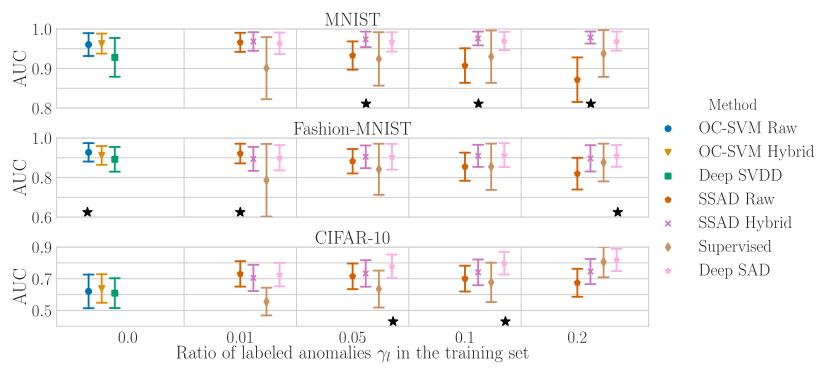 MNIST
1.0
0.9
0.8
AUC
Fashion-MNIST
1.0
0.8
0.6
AUC
CIFAR-10
0.9
0.7
0.5
AUC
0.0 0.01 0.05 0.1 0.2
Ratio of labeled anomalies γl in the training set
Method
OC-SVM Raw
OC-SVM Hybrid
Deep SVDD
SSAD Raw
SSAD Hybrid
Supervised
Deep SAD